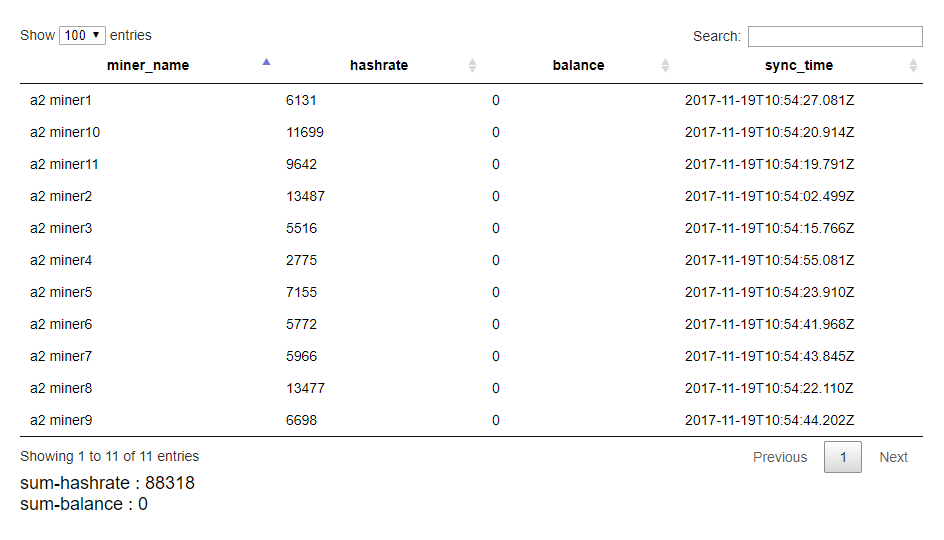 Show 100 entries Search:
miner_name hashrate balance sync_time
a2 miner1 6131 0 2017-11-19T10:54:27.081Z
a2 miner10 11699 0 2017-11-19T10:54:20.914Z
a2 miner11 9642 0 2017-11-19T10:54:19.791Z
a2 miner2 13487 0 2017-11-19T10:54:02.499Z
a2 miner3 5516 0 2017-11-19T10:54:15.766Z
a2 miner4 2775 0 2017-11-19T10:54:55.081Z
a2 miner5 7155 0 2017-11-19T10:54:23.910Z
a2 miner6 5772 0 2017-11-19T10:54:41.968Z
a2 miner7 5966 0 2017-11-19T10:54:43.845Z
a2 miner8 13477 0 2017-11-19T10:54:22.110Z
a2 miner9 6698 0 2017-11-19T10:54:44.202Z
Showing 1 to 11 of 11 entries Previous 1 Next
sum-hashrate : 88318
sum-balance : 0